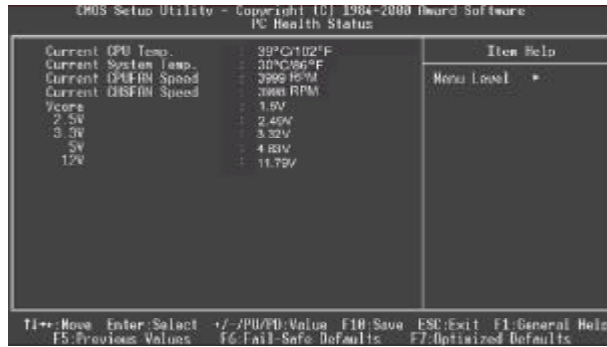 CMOS Setup Utility - Copyright (C) 1984-2000 Award Software
PC Health Status
Current CPU Temp. : 39°C/102°F
Current System Temp. : 30°C/86°F
Current CPUFAN Speed : 3999 RPM
Current CHSFAN Speed : RPM
Vcore : 1.8V
2.5V : 2.49V
3.3V : 3.32V
5V : 4.83V
12V : 11.79V
Item Help
Menu Level
:Move Enter:Select +/-/PU/PD:Value F10:Save ESC:Exit F1:General Help
F5:Previous Values F6:Fail-Safe Defaults F7:Optimized Defaults